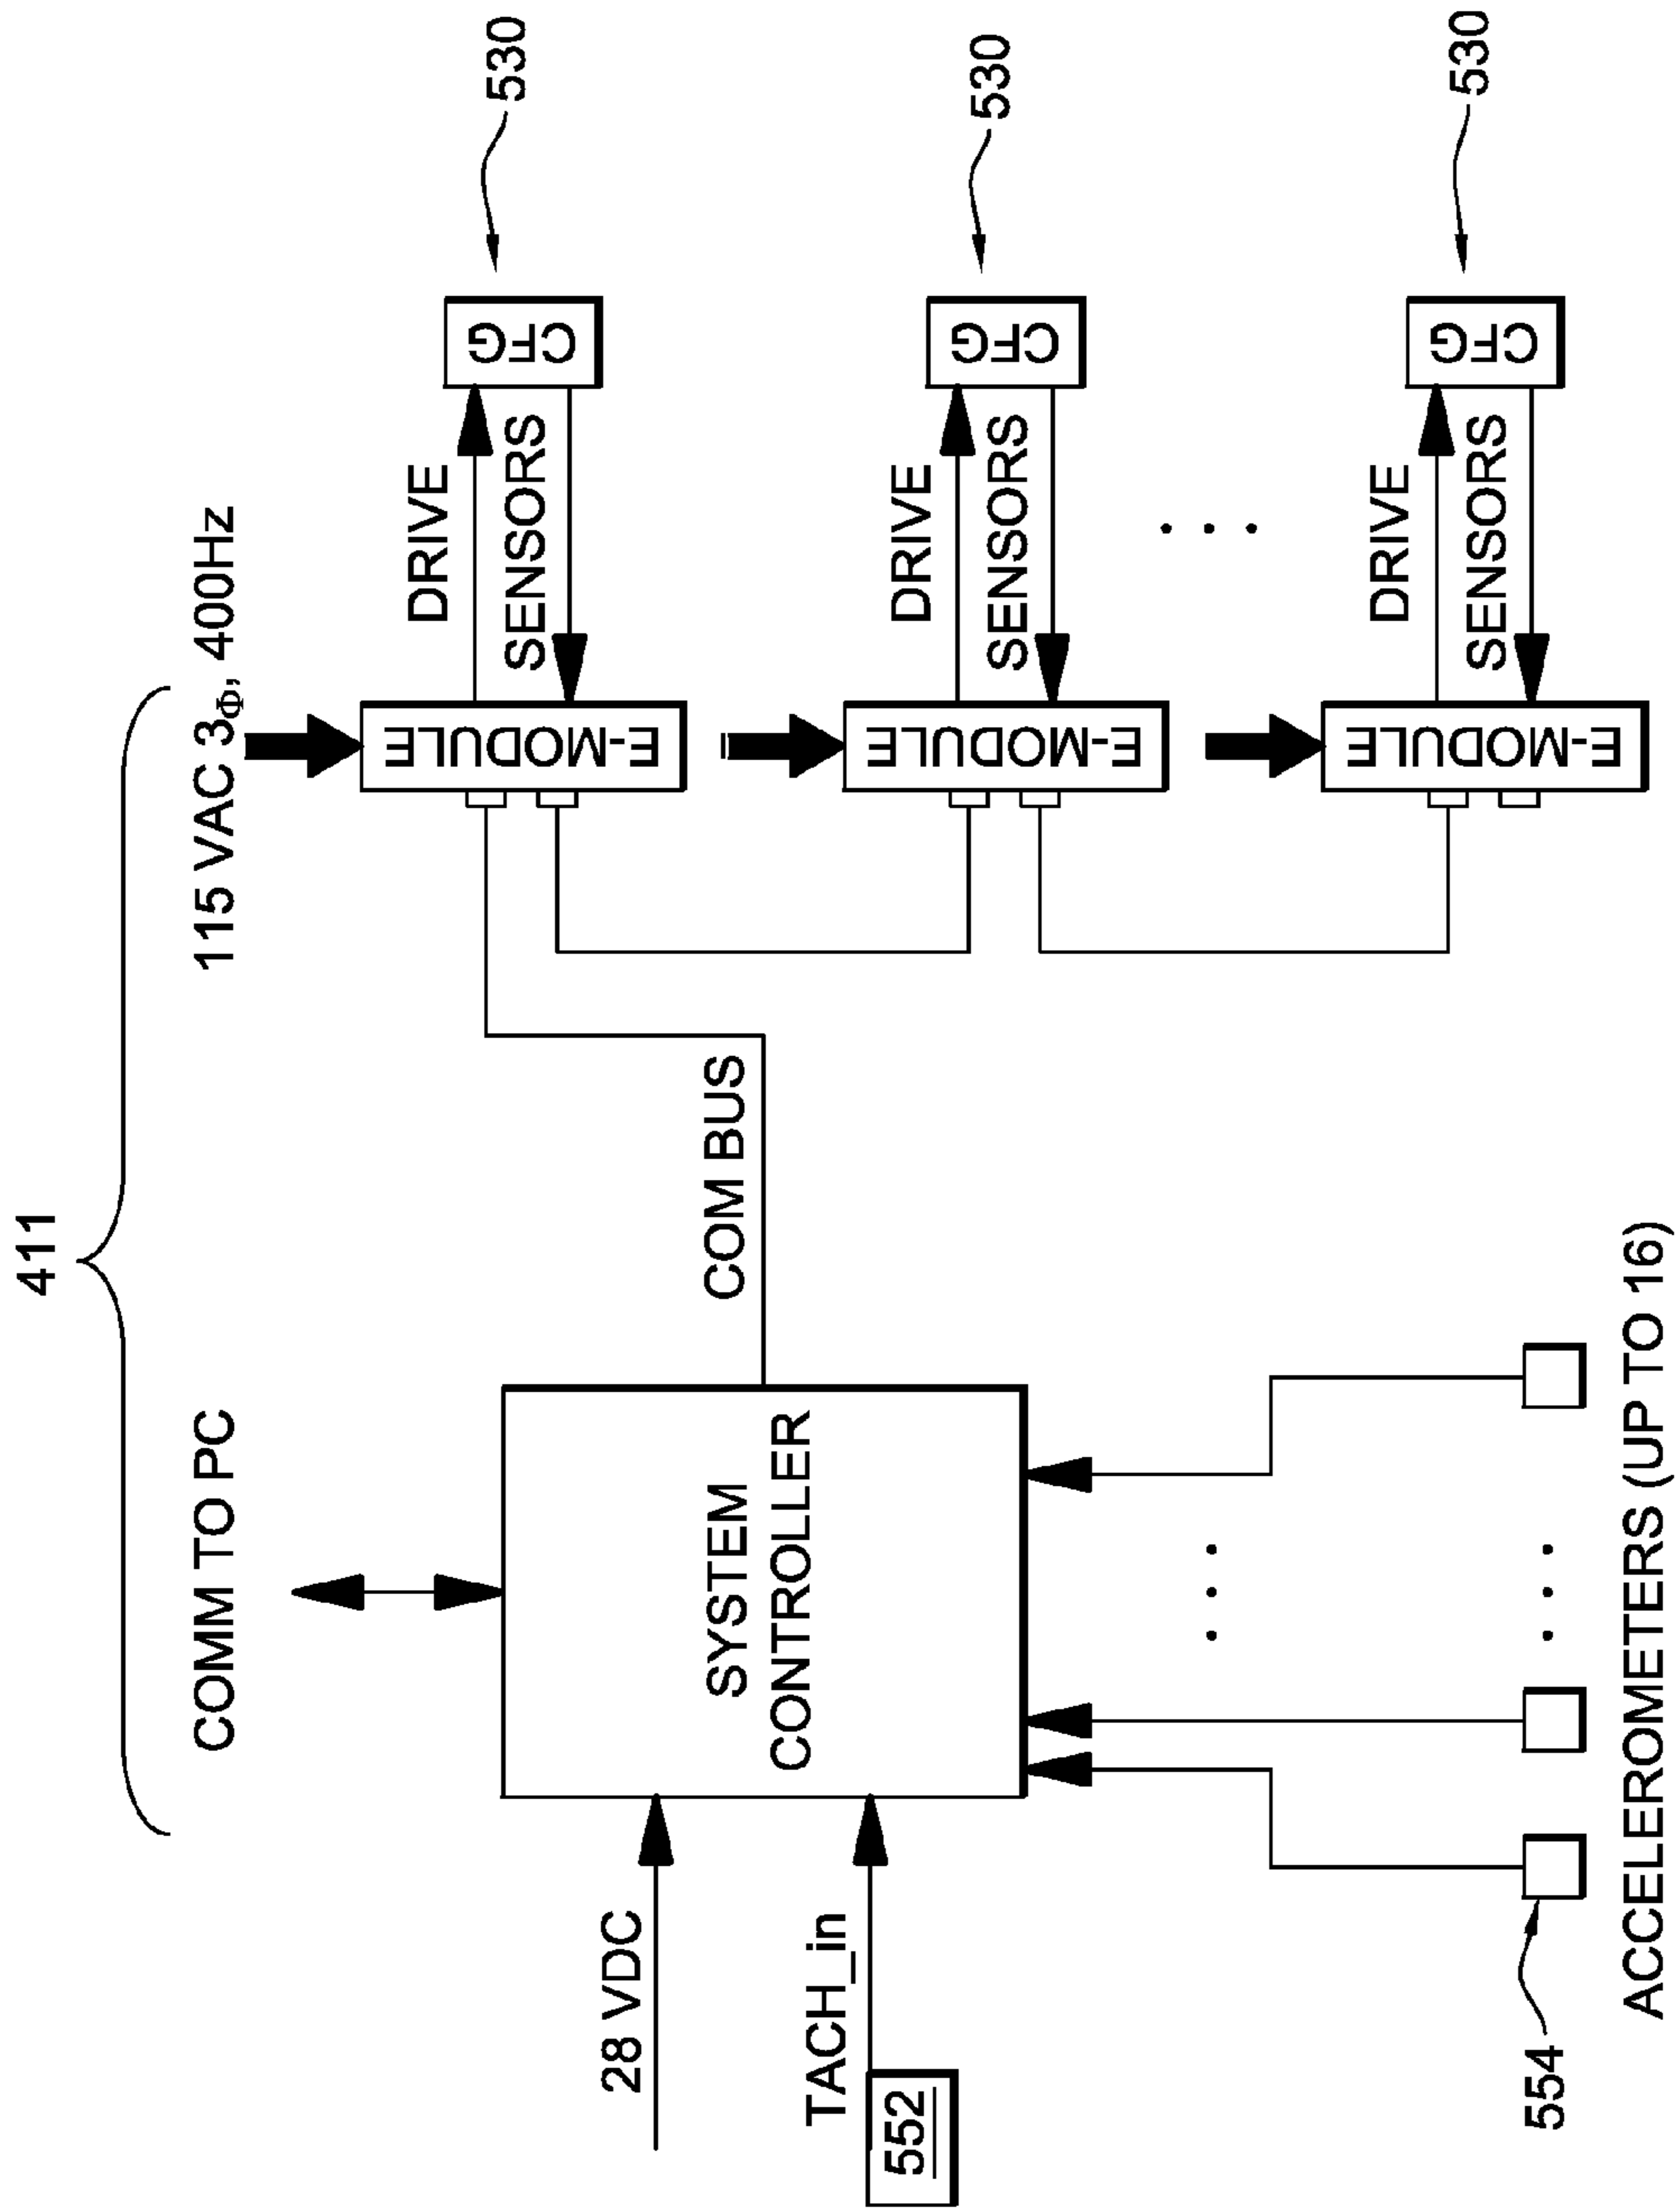 411
COMM TO PC
115 VAC 3Φ, 400Hz
28 VDC
TACH_in
552
SYSTEM
CONTROLLER
COM BUS
E-MODULE
DRIVE
SENSORS
CFG
530
E-MODULE
DRIVE
SENSORS
CFG
530
. . .
E-MODULE
DRIVE
SENSORS
CFG
530
. . .
. . .
554
ACCELEROMETERS (UP TO 16)